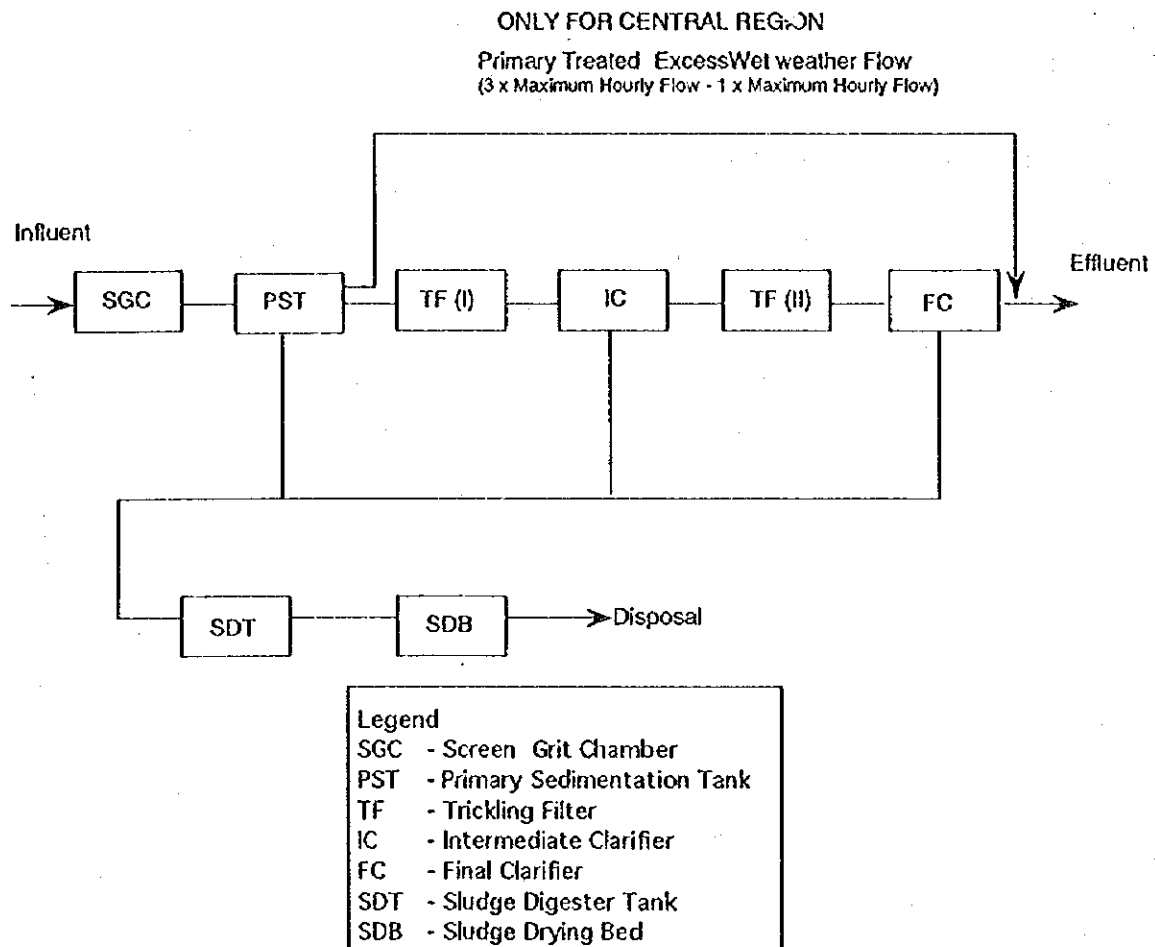 ONLY FOR CENTRAL REGION
Primary Treated ExcessWet weather Flow
(3 x Maximum Hourly Flow - 1 x Maximum Hourly Flow)
Influent
Effluent
SGC
PST
TF (I)
IC
TF (II)
FC
SDT
SDB
Disposal
Legend
SGC - Screen Grit Chamber
PST - Primary Sedimentation Tank
TF - Trickling Filter
IC - Intermediate Clarifier
FC - Final Clarifier
SDT - Sludge Digester Tank
SDB - Sludge Drying Bed